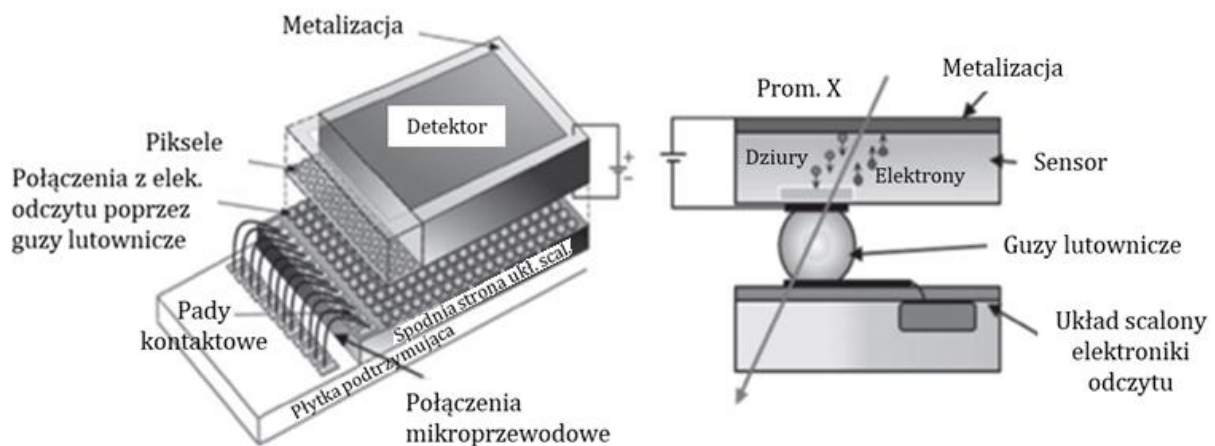 Metalizacja
Detektor
Piksele
Połączenia z elek.
odczytu poprzez
guzy lutownicze
+
-
Spodnia strona ukł. scal.
Płytka podtrzymująca
Pady
kontaktowe
Połączenia
mikroprzewodowe
Prom. X
Metalizacja
Dziury
Elektrony
Sensor
Guzy lutownicze
Układ scalony
elektroniki
odczytu